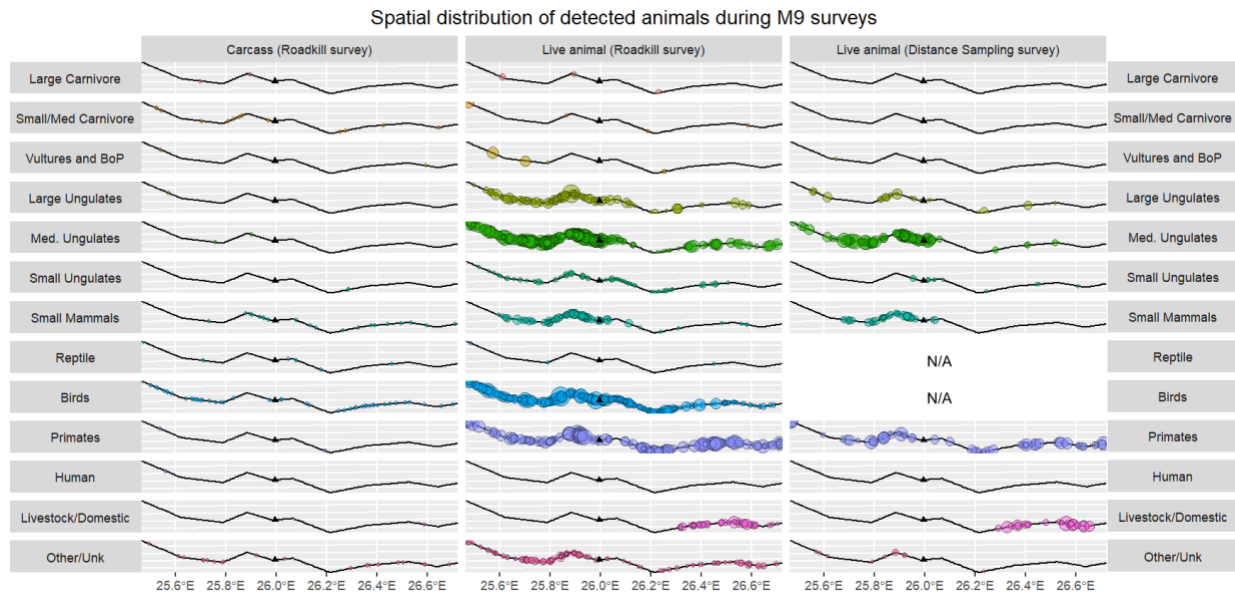 Spatial distribution of detected animals during M9 surveys
Carcass (Roadkill survey) Live animal (Roadkill survey) Live animal (Distance Sampling survey)
Large Carnivore Large Carnivore
Small/Med Carnivore Small/Med Carnivore
Vultures and BoP Vultures and BoP
Large Ungulates Large Ungulates
Med. Ungulates Med. Ungulates
Small Ungulates Small Ungulates
Small Mammals Small Mammals
Reptile N/A Reptile
Birds N/A Birds
Primates Primates
Human Human
Livestock/Domestic Livestock/Domestic
Other/Unk Other/Unk
25.6°E 25.8°E 26.0°E 26.2°E 26.4°E 26.6°E 25.6°E 25.8°E 26.0°E 26.2°E 26.4°E 26.6°E 25.6°E 25.8°E 26.0°E 26.2°E 26.4°E 26.6°E